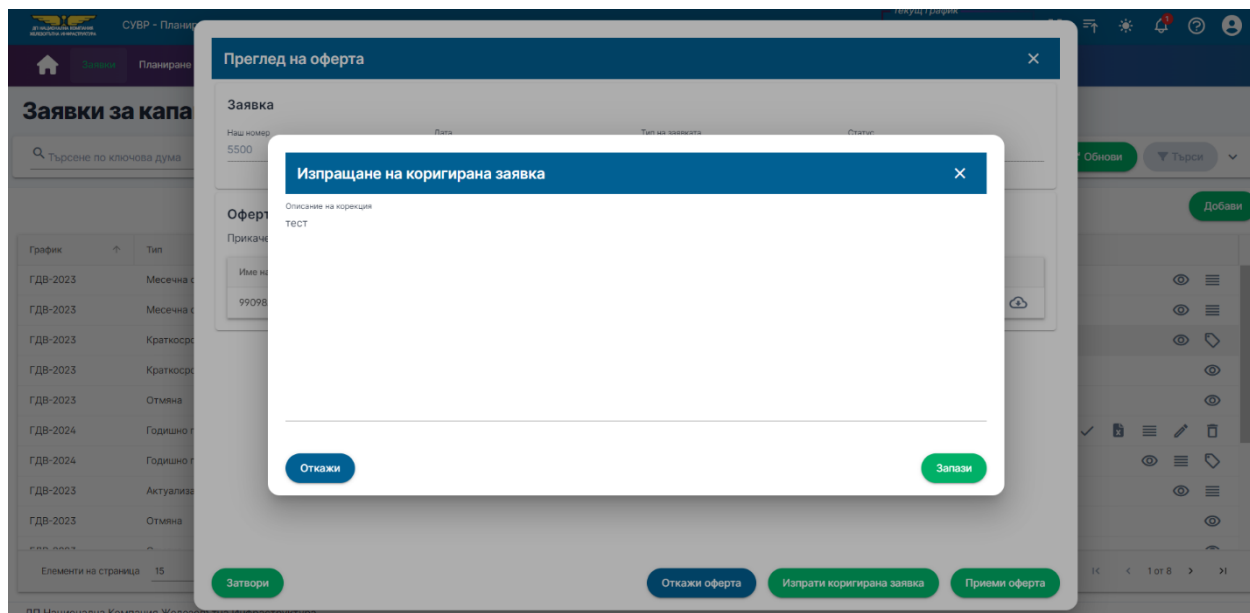 ДП НАЦИОНАЛНА КОМПАНИЯ
СУВР - Планир
Заявки
Планиране
Заявки за капа
Търсене по ключова дума
Обнови
Търси
Добави
Преглед на оферта
Заявка
Наш номер
Дата
Тип на заявката
Статус
5500
Оферт
Прикаче
Име на
99098
Изпращане на коригирана заявка
Описание на корекция
тест
Откажи
Запази
График
Тип
ГДВ-2023
Месечна
ГДВ-2023
Месечна
ГДВ-2023
Краткосро
ГДВ-2023
Краткосро
ГДВ-2023
Отмяна
ГДВ-2024
Годишно
ГДВ-2024
Годишно
ГДВ-2023
Актуализа
ГДВ-2023
Отмяна
Елементи на страница 15
1 от 8
Затвори
Откажи оферта
Изпрати коригирана заявка
Приеми оферта